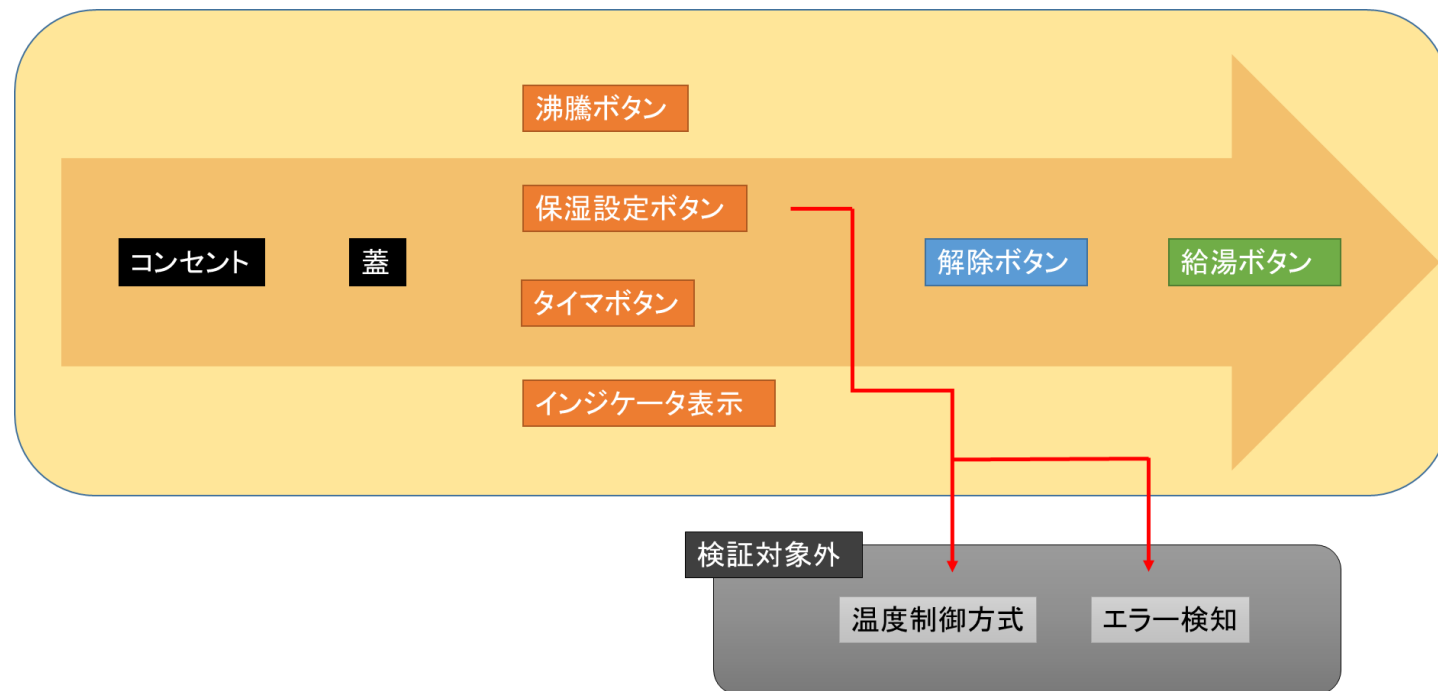 沸騰ボタン
保湿設定ボタン
コンセント
蓋
解除ボタン
給湯ボタン
タイマボタン
インジケータ表示
検証対象外
温度制御方式
エラー検知